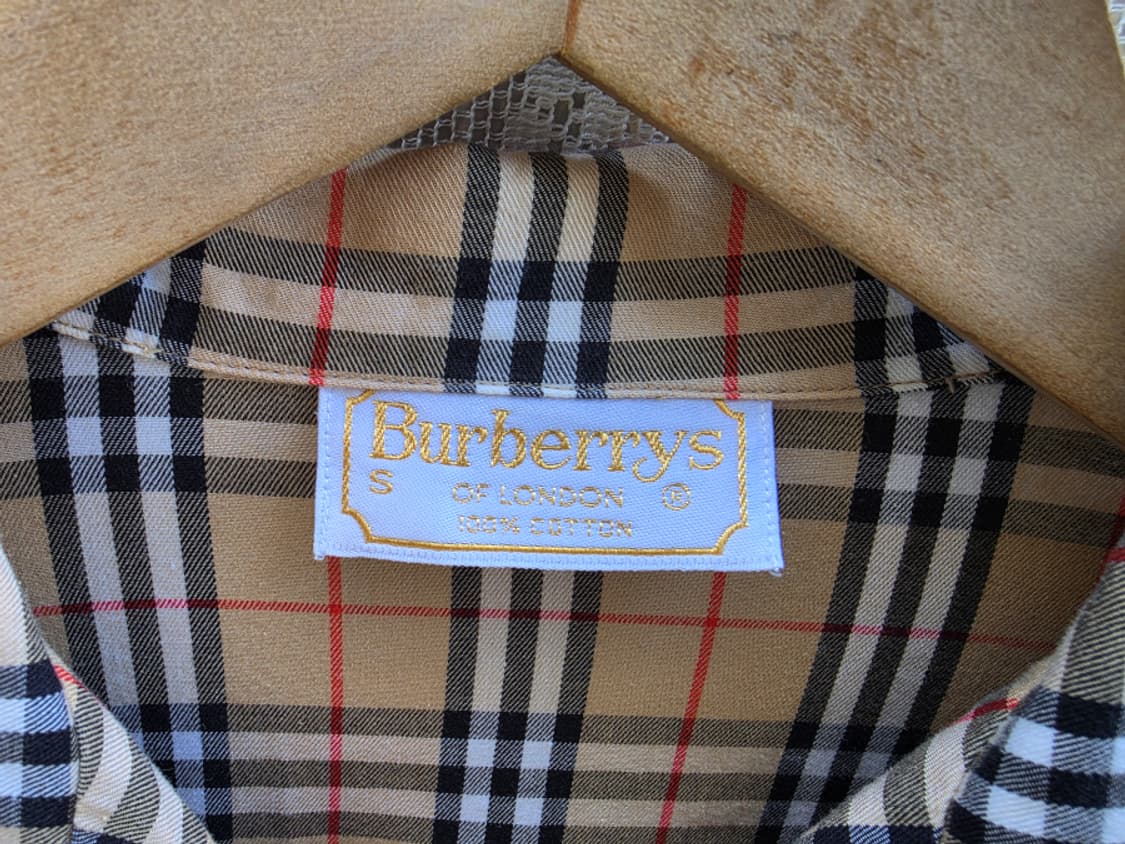 Burberrys
S OF LONDON ®
100% COTTON